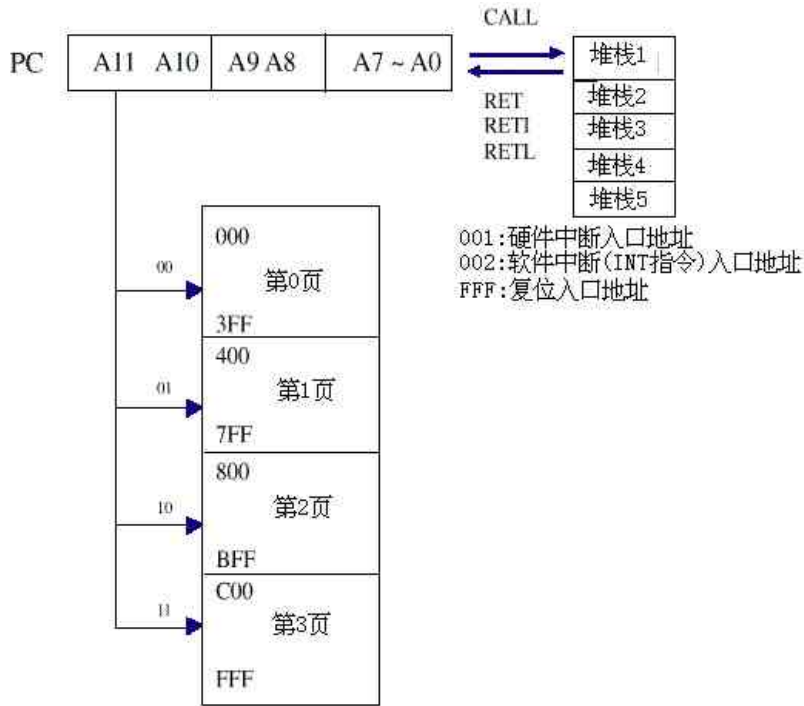 CALL
PC
A11 A10
A9 A8
A7 ~ A0
堆栈1
堆栈2
堆栈3
堆栈4
堆栈5
RET
RETI
RETL
001:硬件中断入口地址
002:软件中断(INT指令)入口地址
FFF:复位入口地址
00
000
第0页
3FF
01
400
第1页
7FF
10
800
第2页
BFF
11
C00
第3页
FFF